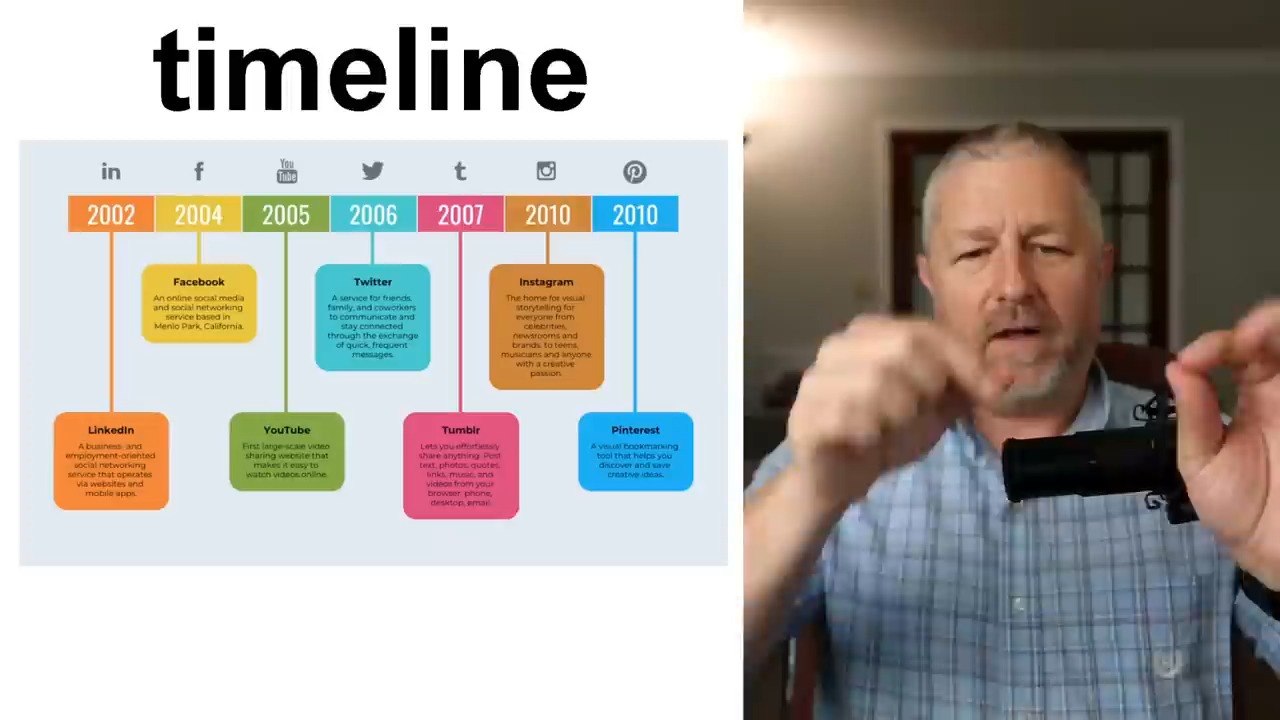 timeline
in f You Tube t
2002 2004 2005 2006 2007 2010 2010
Facebook
An online social media
and social networking
service based in
Menlo Park, California.
Twitter
A service for friends,
family, and coworkers
to communicate and
stay connected
through the exchange
of quick, frequent
messages.
Instagram
The home for visual
storytelling for
everyone from
celebrities,
newsrooms and
brands, to teens,
musicians and anyone
with a creative
passion.
LinkedIn
A business- and
employment-oriented
social networking
service that operates
via websites and
mobile apps.
YouTube
First large-scale video
sharing website that
makes it easy to
watch videos online.
Tumblr
Lets you effortlessly
share anything. Post
text, photos, quotes,
links, music, and
videos from your
browser, phone,
desktop, email.
Pinterest
A visual bookmarking
tool that helps you
discover and save
creative ideas.